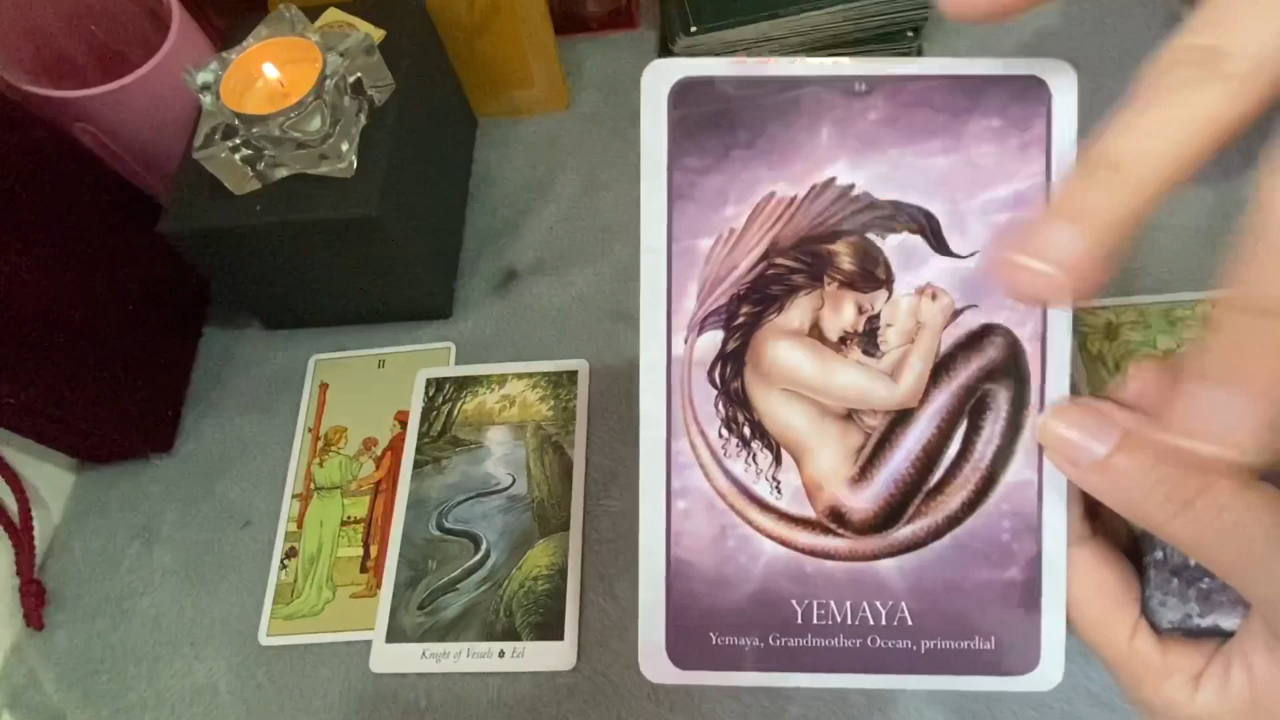 II
Knight of Vessels Eel
YEMAYA
Yemaya, Grandmother Ocean, primordial